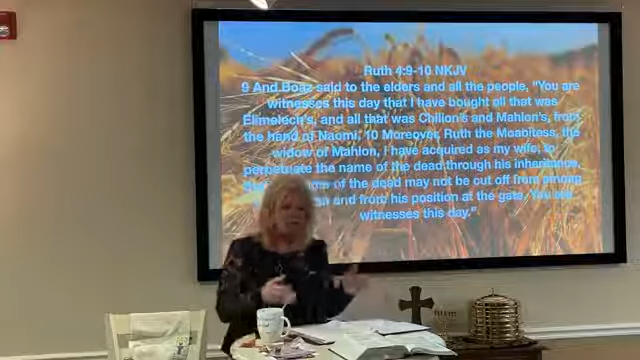 Ruth 4:9-10 NKJV
9 And Boaz said to the elders and all the people, "You are
witnesses this day that I have bought all that was
Elimelech's, and all that was Chilion's and Mahlon's, from
the hand of Naomi. 10 Moreover, Ruth the Moabitess, the
widow of Mahlon, I have acquired as my wife, to
perpetuate the name of the dead through his inheritance,
of the dead may not be cut off from among
and from his position at the gate. You are
witnesses this day."